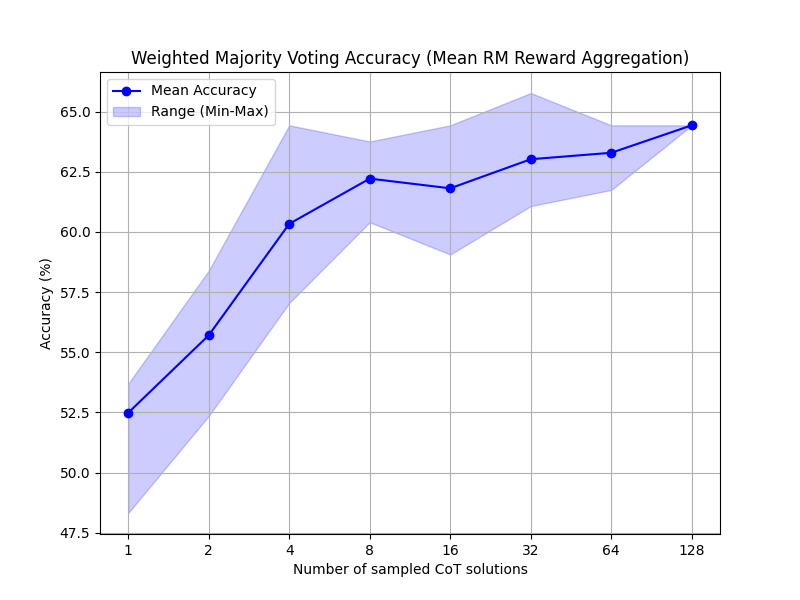 Weighted Majority Voting Accuracy (Mean RM Reward Aggregation)
Mean Accuracy
Range (Min-Max)
Accuracy (%)
65.0
62.5
60.0
57.5
55.0
52.5
50.0
47.5
1 2 4 8 16 32 64 128
Number of sampled CoT solutions